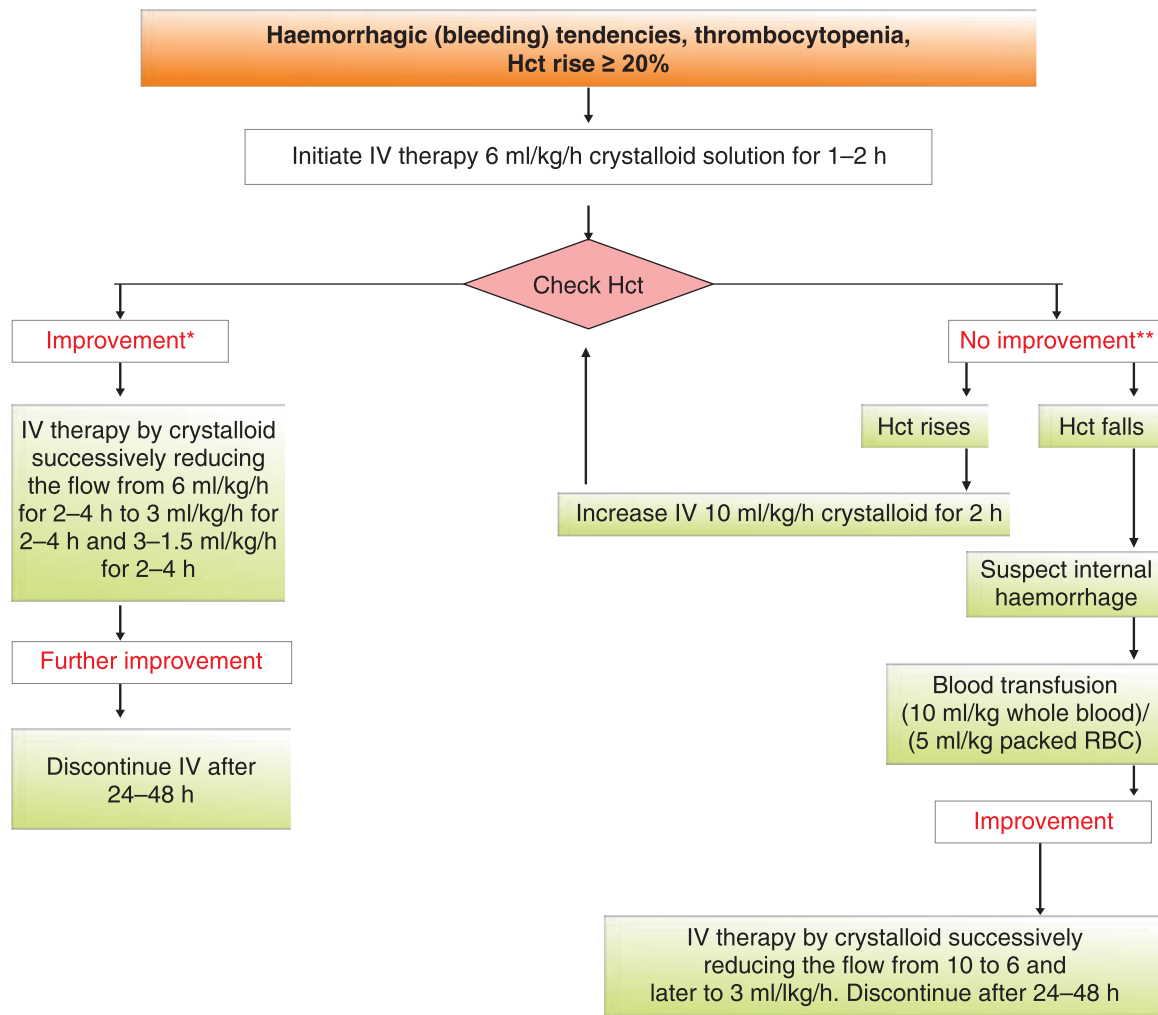 Haemorrhagic (bleeding) tendencies, thrombocytopenia,
Hct rise ≥ 20%
Initiate IV therapy 6 ml/kg/h crystalloid solution for 1–2 h
Check Hct
Improvement*
IV therapy by crystalloid
successively reducing
the flow from 6 ml/kg/h
for 2–4 h to 3 ml/kg/h for
2–4 h and 3–1.5 ml/kg/h
for 2–4 h
Further improvement
Discontinue IV after
24–48 h
No improvement**
Hct rises
Hct falls
Increase IV 10 ml/kg/h crystalloid for 2 h
Suspect internal
haemorrhage
Blood transfusion
(10 ml/kg whole blood)/
(5 ml/kg packed RBC)
Improvement
IV therapy by crystalloid successively
reducing the flow from 10 to 6 and
later to 3 ml/lkg/h. Discontinue after 24–48 h